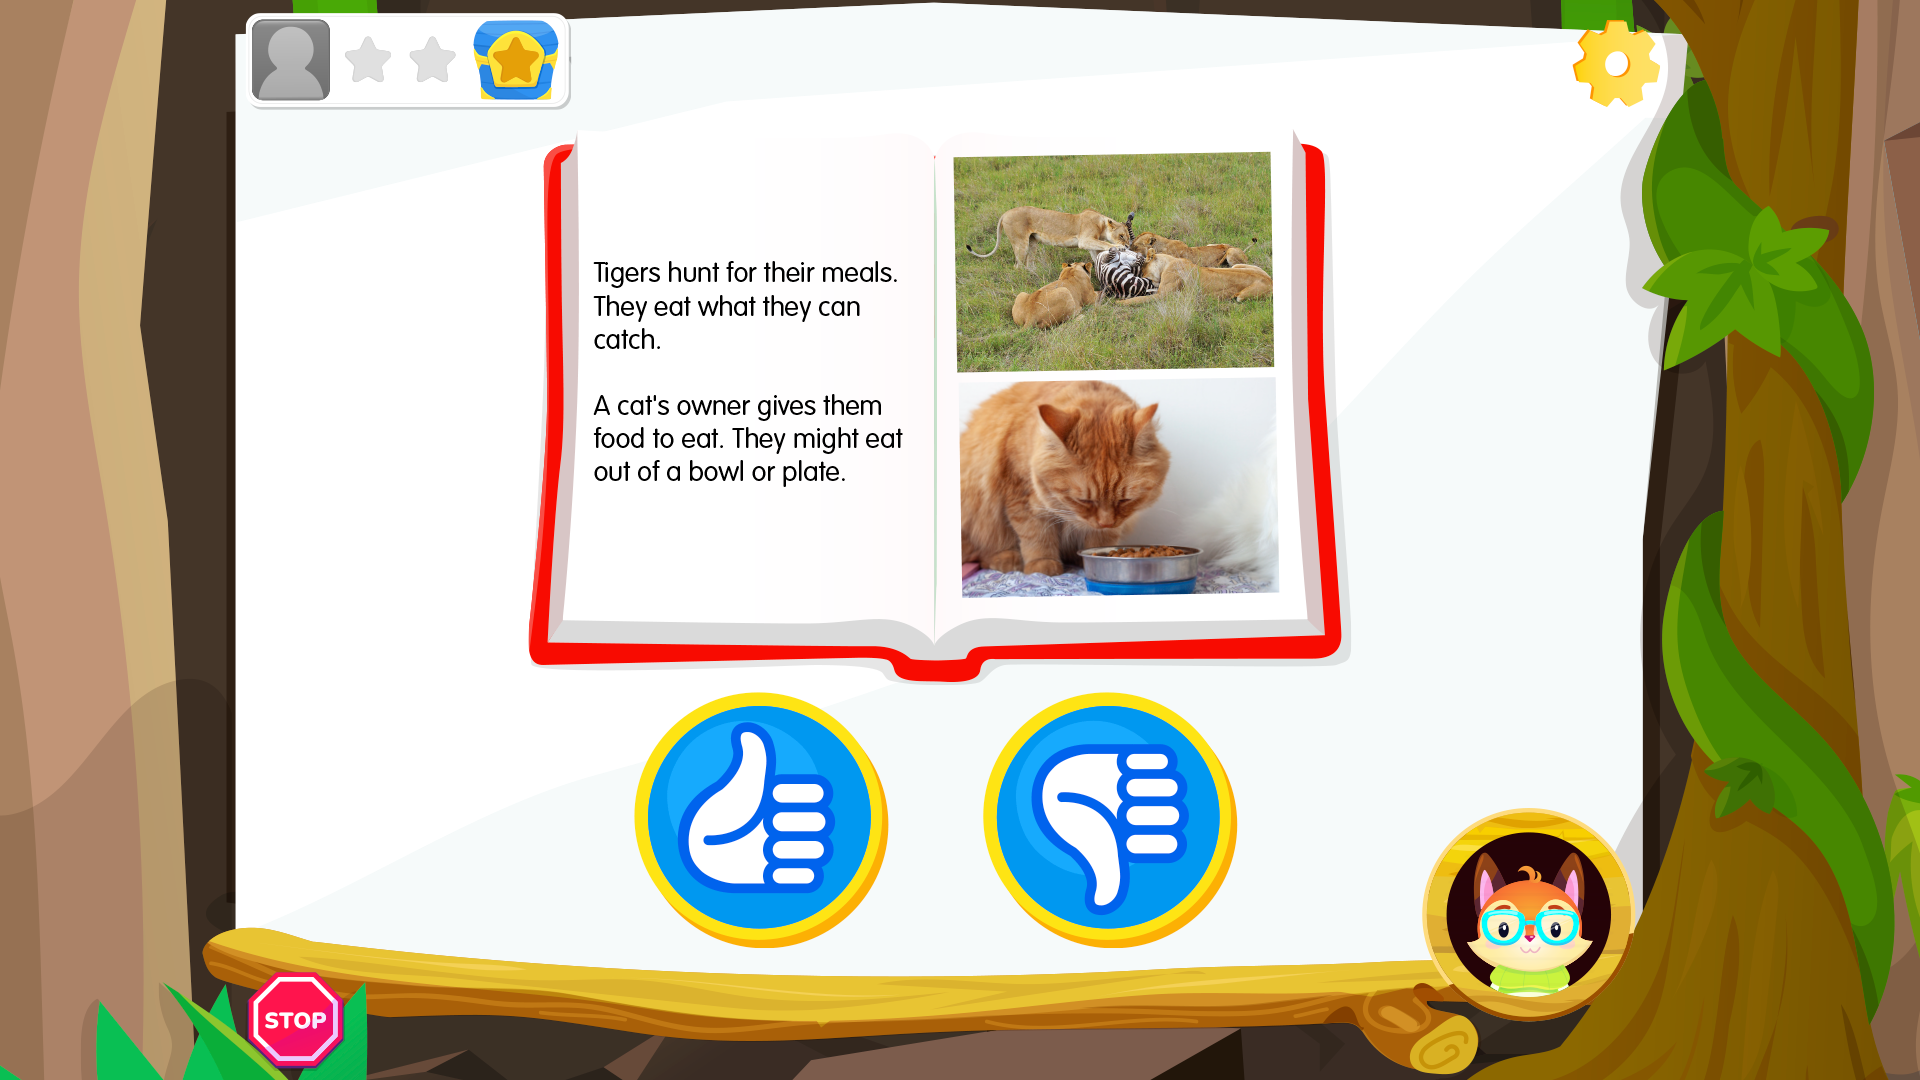 Tigers hunt for their meals.
They eat what they can
catch.
A cat's owner gives them
food to eat. They might eat
out of a bowl or plate.
STOP